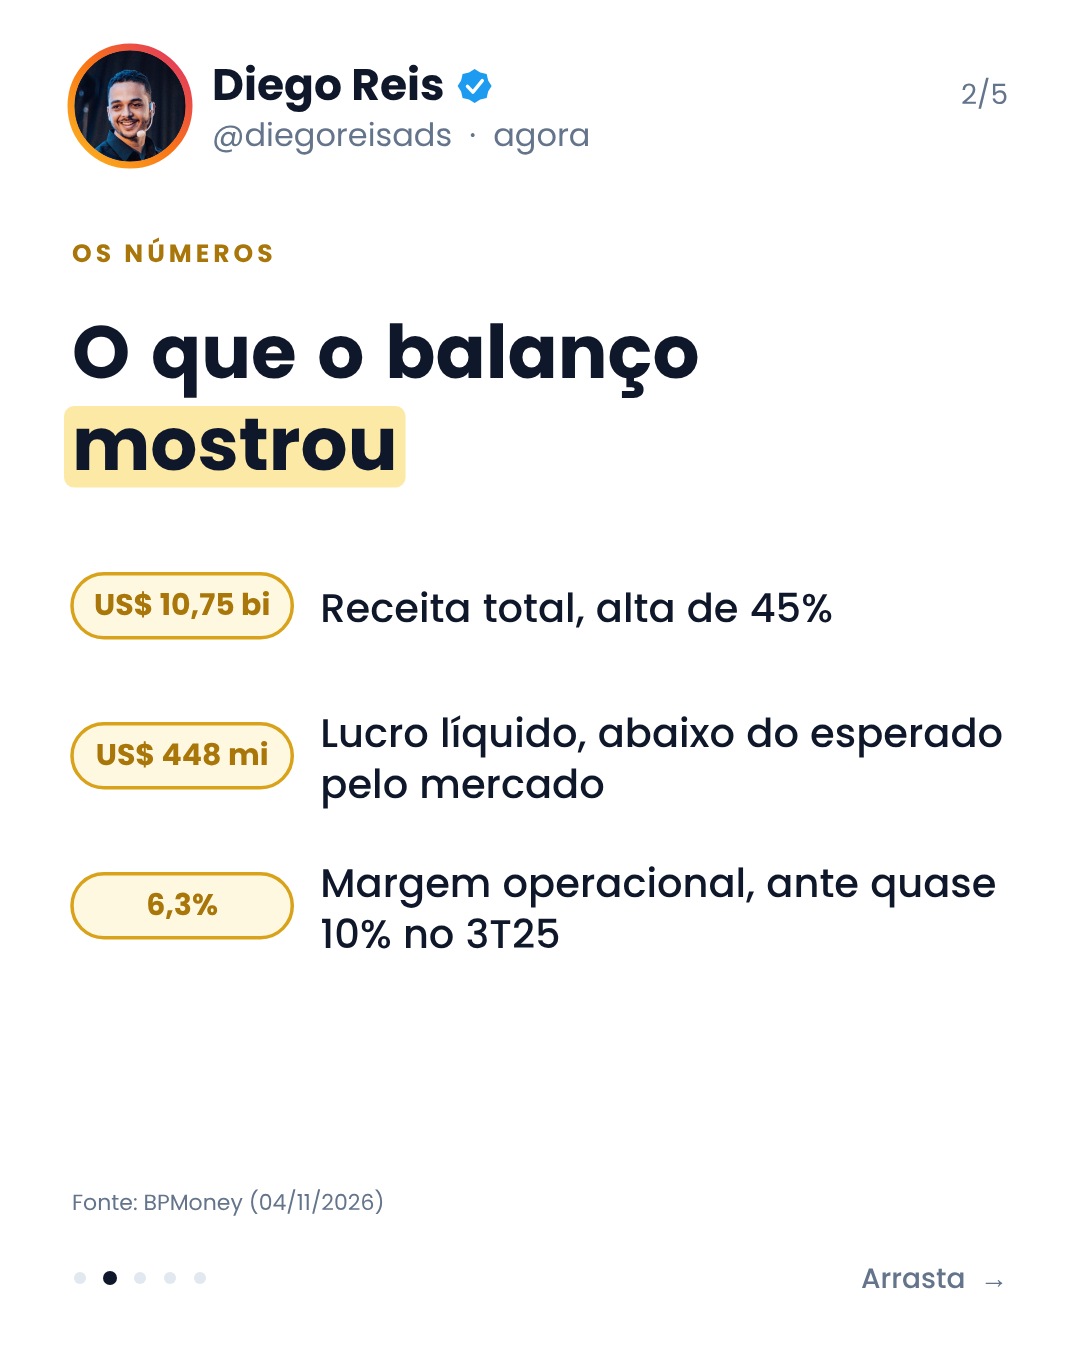 Diego Reis
@diegoreisads · agora
2/5
OS NÚMEROS
O que o balanço
mostrou
US$ 10,75 bi
Receita total, alta de 45%
US$ 448 mi
Lucro líquido, abaixo do esperado
pelo mercado
6,3%
Margem operacional, ante quase
10% no 3T25
Fonte: BPMoney (04/11/2026)
Arrasta →